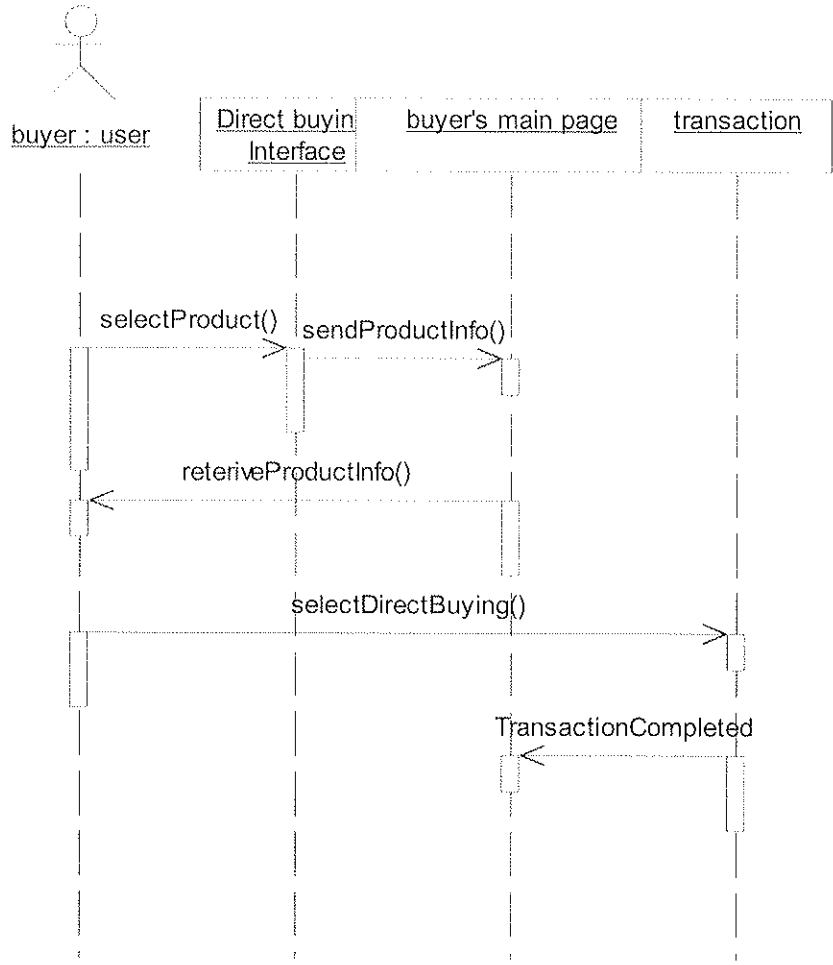 buyer : user
Direct buyin
Interface
buyer's main page
transaction
selectProduct()
sendProductInfo()
reteriveProductInfo()
selectDirectBuying()
TransactionCompleted